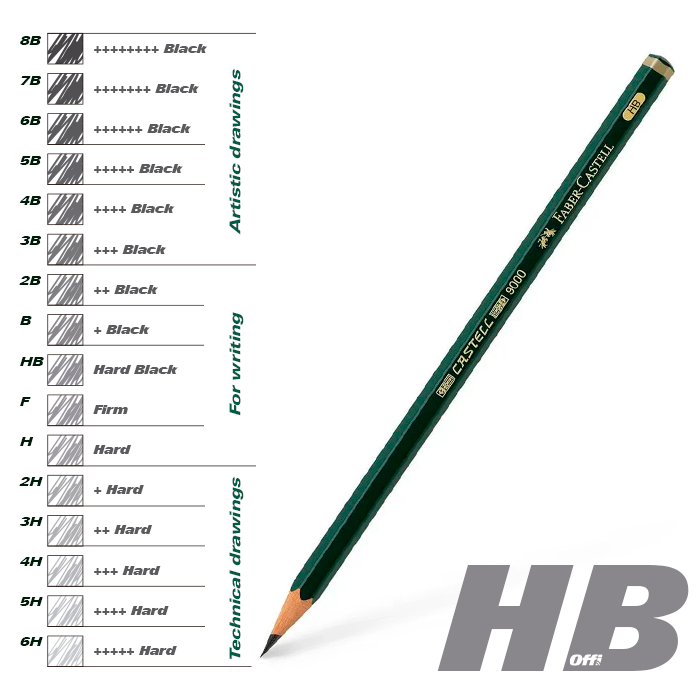 8B ++++++++ Black
7B +++++++ Black
6B ++++++ Black
5B +++++ Black
4B ++++ Black
3B +++ Black
Artistic drawings
2B ++ Black
B + Black
HB Hard Black
F Firm
H Hard
For writing
2H + Hard
3H ++ Hard
4H +++ Hard
5H ++++ Hard
6H +++++ Hard
Technical drawings
HB
FABER-CASTELL
CASTELL 9000
HB
Offi